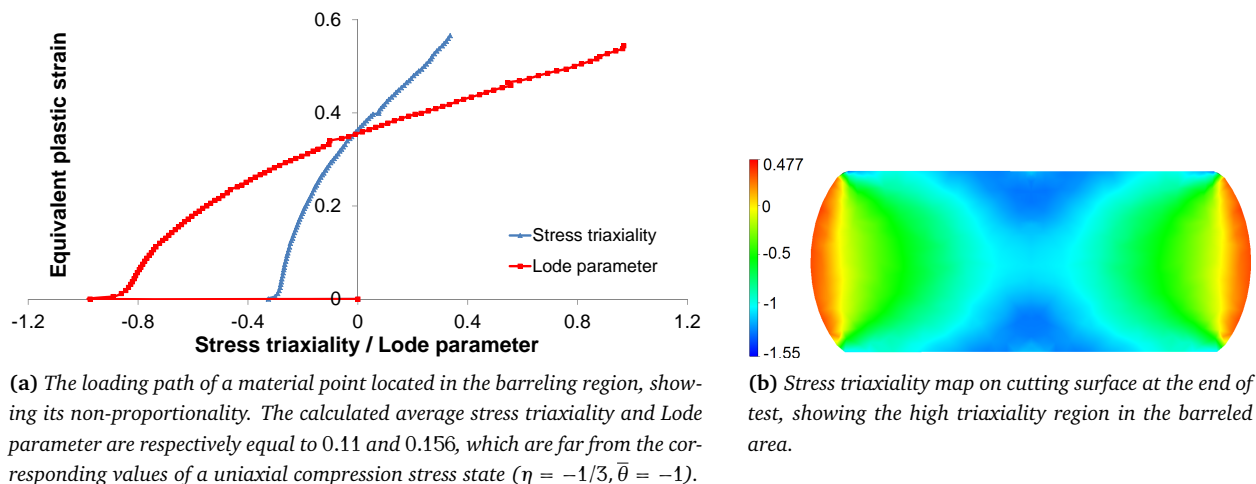 Equivalent plastic strain
0.6
0.4
0.2
0
Stress triaxiality
Lode parameter
-1.2 -0.8 -0.4 0 0.4 0.8 1.2
Stress triaxiality / Lode parameter
(a) The loading path of a material point located in the barreling region, show-
ing its non-proportionality. The calculated average stress triaxiality and Lode
parameter are respectively equal to 0.11 and 0.156, which are far from the cor-
responding values of a uniaxial compression stress state (η = −1/3, θ̅ = −1).
0.477
0
-0.5
-1
-1.55
(b) Stress triaxiality map on cutting surface at the end of
test, showing the high triaxiality region in the barreled
area.